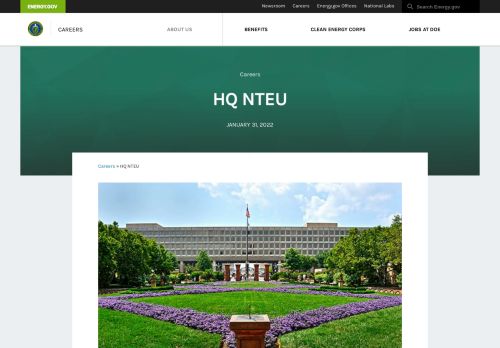 ENERGY.GOV
Newsroom Careers Energy.gov Offices National Labs Search Energy.gov
CAREERS ABOUT US BENEFITS CLEAN ENERGY CORPS JOBS AT DOE
Careers
HQ NTEU
JANUARY 31, 2022
Careers » HQ NTEU